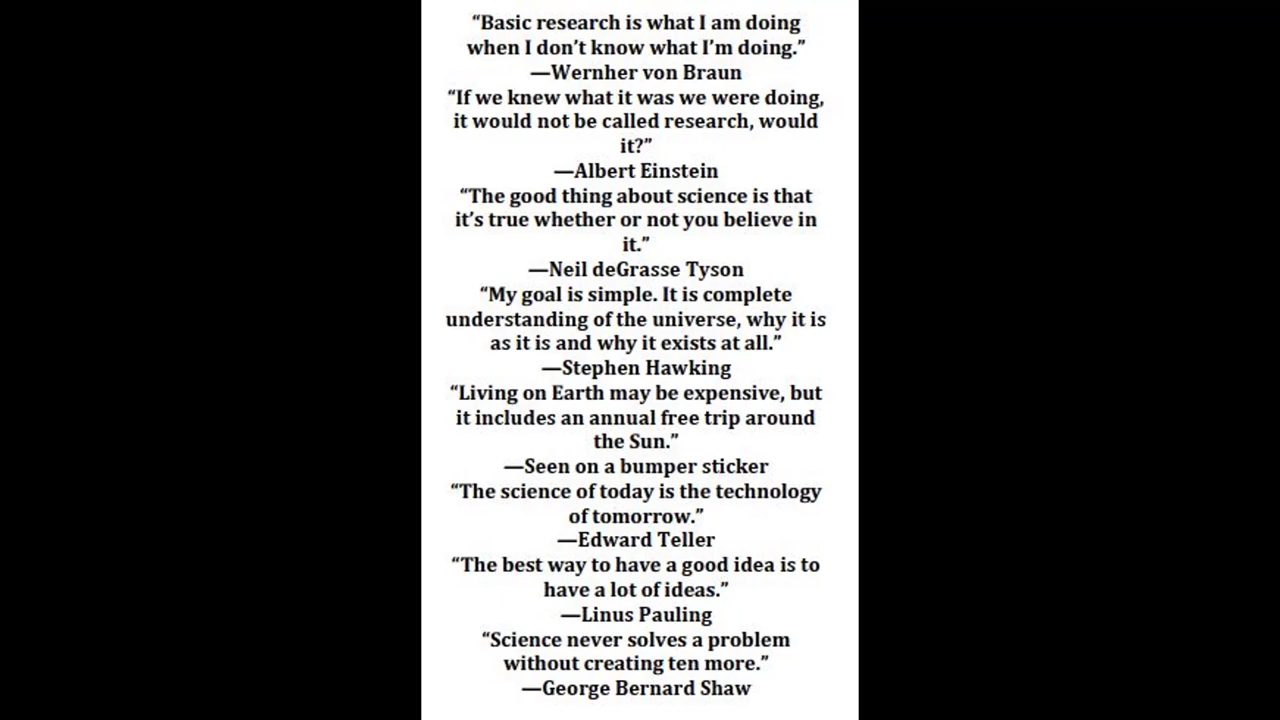 “Basic research is what I am doing
when I don’t know what I’m doing.”
—Wernher von Braun
“If we knew what it was we were doing,
it would not be called research, would
it?”
—Albert Einstein
“The good thing about science is that
it’s true whether or not you believe in
it.”
—Neil deGrasse Tyson
“My goal is simple. It is complete
understanding of the universe, why it is
as it is and why it exists at all.”
—Stephen Hawking
“Living on Earth may be expensive, but
it includes an annual free trip around
the Sun.”
—Seen on a bumper sticker
“The science of today is the technology
of tomorrow.”
—Edward Teller
“The best way to have a good idea is to
have a lot of ideas.”
—Linus Pauling
“Science never solves a problem
without creating ten more.”
—George Bernard Shaw